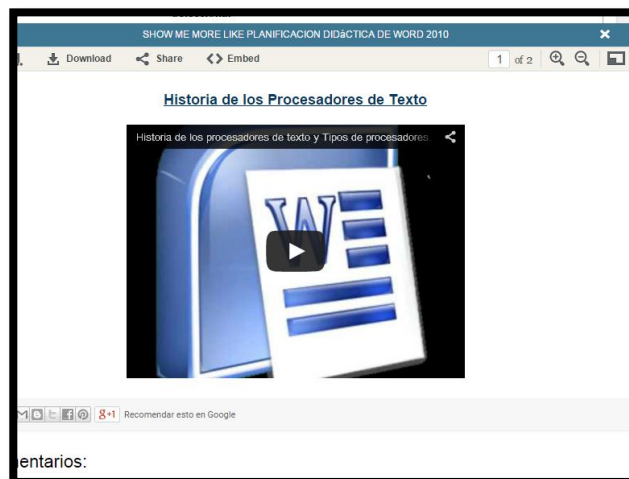 SHOW ME MORE LIKE PLANIFICACION DIDáCTICA DE WORD 2010
Download Share Embed 1 of 2
Historia de los Procesadores de Texto
Historia de los procesadores de texto y Tipos de procesadores.
W
g+1 Recomendar esto en Google
entarios: